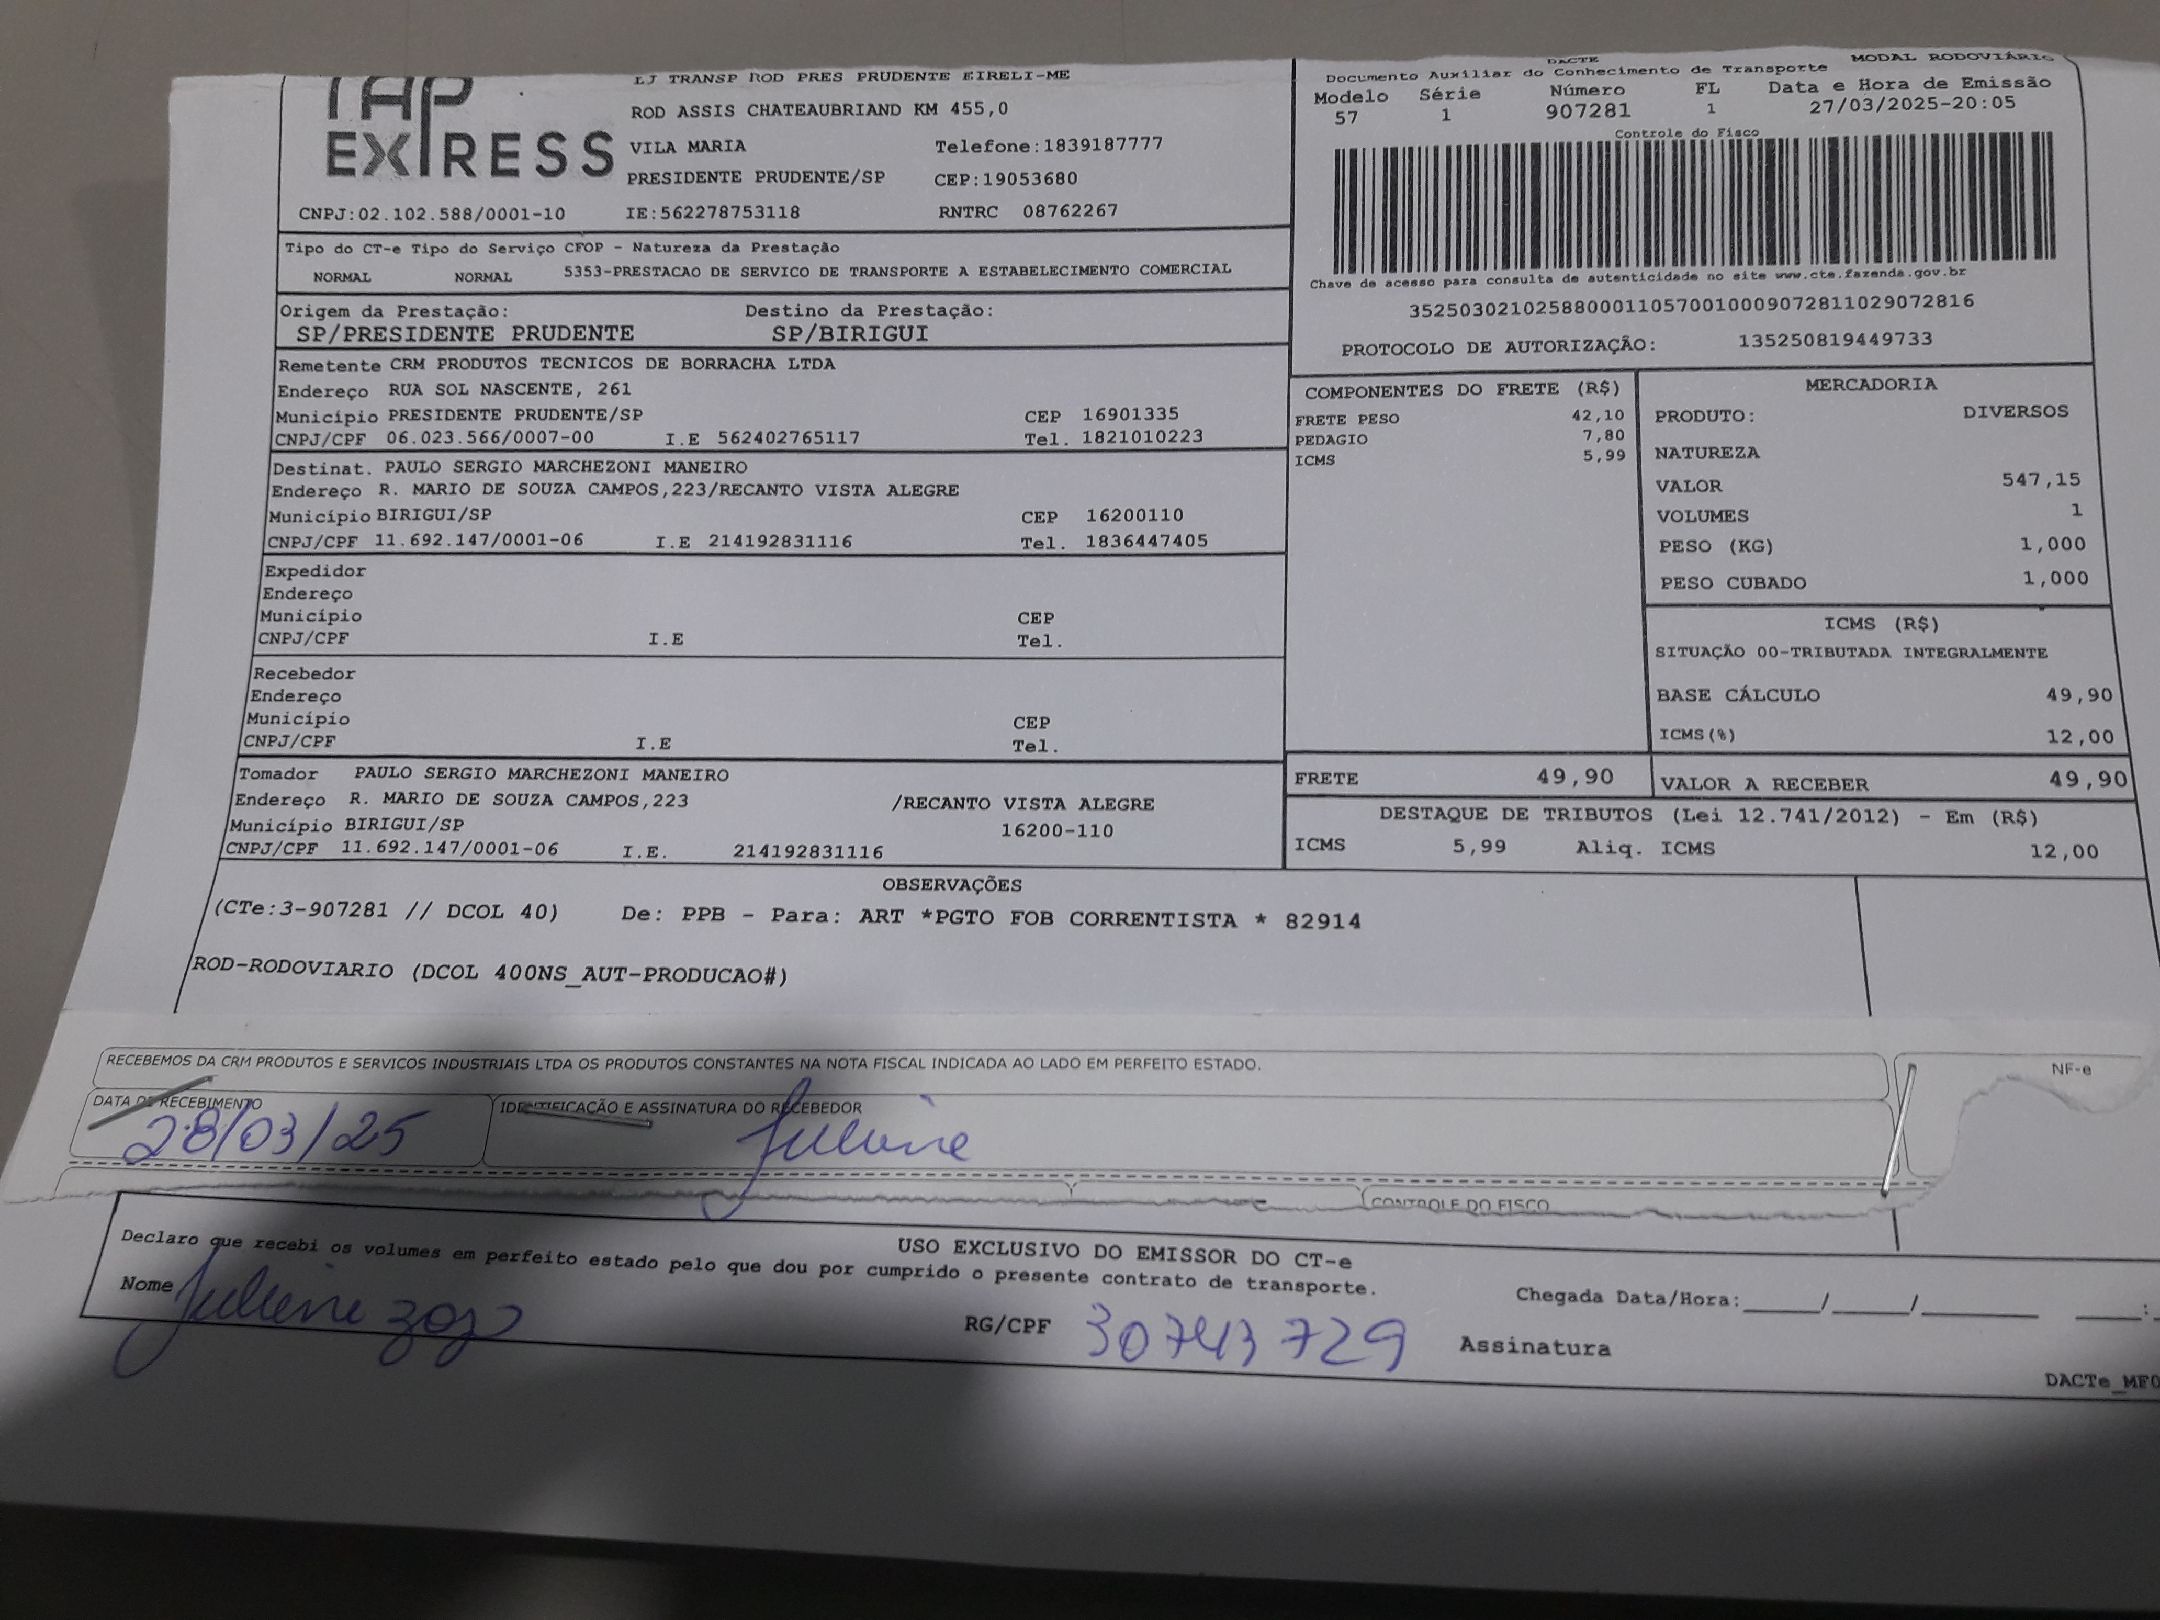 TAP
EXPRESS
LJ TRANSP ROD PRES PRUDENTE EIRELI-ME
ROD ASSIS CHATEAUBRIAND KM 455,0
VILA MARIA Telefone:1839187777
PRESIDENTE PRUDENTE/SP CEP:19053680
CNPJ:02.102.588/0001-10 IE:562278753118 RNTRC 08762267
DACTE MODAL RODOVIÁRIO
Documento Auxiliar do Conhecimento de Transporte
Modelo Série Número FL Data e Hora de Emissão
57 1 907281 1 27/03/2025-20:05
Controle do Fisco
Chave de acesso para consulta de autenticidade no site www.cte.fazenda.gov.br
35250302102588000110570010009072811029072816
PROTOCOLO DE AUTORIZAÇÃO: 135250819449733
Tipo do CT-e Tipo do Serviço CFOP - Natureza da Prestação
NORMAL NORMAL 5353-PRESTACAO DE SERVICO DE TRANSPORTE A ESTABELECIMENTO COMERCIAL
Origem da Prestação: Destino da Prestação:
SP/PRESIDENTE PRUDENTE SP/BIRIGUI
Remetente CRM PRODUTOS TECNICOS DE BORRACHA LTDA
Endereço RUA SOL NASCENTE, 261
Município PRESIDENTE PRUDENTE/SP CEP 16901335
CNPJ/CPF 06.023.566/0007-00 I.E 562402765117 Tel. 1821010223
Destinat. PAULO SERGIO MARCHEZONI MANEIRO
Endereço R. MARIO DE SOUZA CAMPOS,223/RECANTO VISTA ALEGRE
Município BIRIGUI/SP CEP 16200110
CNPJ/CPF 11.692.147/0001-06 I.E 214192831116 Tel. 1836447405
Expedidor
Endereço
Município CEP
CNPJ/CPF I.E Tel.
Recebedor
Endereço
Município CEP
CNPJ/CPF I.E Tel.
Tomador PAULO SERGIO MARCHEZONI MANEIRO
Endereço R. MARIO DE SOUZA CAMPOS,223 /RECANTO VISTA ALEGRE
Município BIRIGUI/SP 16200-110
CNPJ/CPF 11.692.147/0001-06 I.E. 214192831116
COMPONENTES DO FRETE (R$)
FRETE PESO 42,10
PEDAGIO 7,80
ICMS 5,99
MERCADORIA
PRODUTO: DIVERSOS
NATUREZA
VALOR 547,15
VOLUMES 1
PESO (KG) 1,000
PESO CUBADO 1,000
ICMS (R$)
SITUAÇÃO 00-TRIBUTADA INTEGRALMENTE
BASE CÁLCULO 49,90
ICMS(%) 12,00
FRETE 49,90 VALOR A RECEBER 49,90
DESTAQUE DE TRIBUTOS (Lei 12.741/2012) - Em (R$)
ICMS 5,99 Aliq. ICMS 12,00
OBSERVAÇÕES
(CTe:3-907281 // DCOL 40) De: PPB - Para: ART *PGTO FOB CORRENTISTA * 82914
ROD-RODOVIARIO (DCOL 400NS_AUT-PRODUCAO#)
RECEBEMOS DA CRM PRODUTOS E SERVICOS INDUSTRIAIS LTDA OS PRODUTOS CONSTANTES NA NOTA FISCAL INDICADA AO LADO EM PERFEITO ESTADO.
NF-e
DATA DE RECEBIMENTO IDENTIFICAÇÃO E ASSINATURA DO RECEBEDOR
28/03/25 Juliene
CONTROLE DO FISCO
USO EXCLUSIVO DO EMISSOR DO CT-e
Declaro que recebi os volumes em perfeito estado pelo que dou por cumprido o presente contrato de transporte.
Nome Juliene RG/CPF 30743729 Assinatura
Chegada Data/Hora:_____/_____/_______ ____: